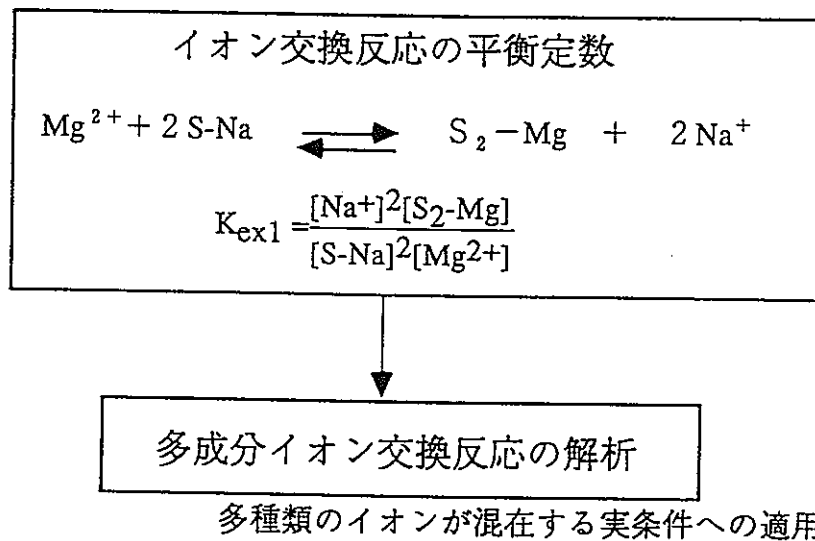 イオン交換反応の平衡定数
Mg²⁺ + 2 S-Na ⇌ S₂－Mg + 2 Na⁺
K_ex1 = [Na⁺]²[S₂-Mg] / [S-Na]²[Mg²⁺]
多成分イオン交換反応の解析
多種類のイオンが混在する実条件への適用